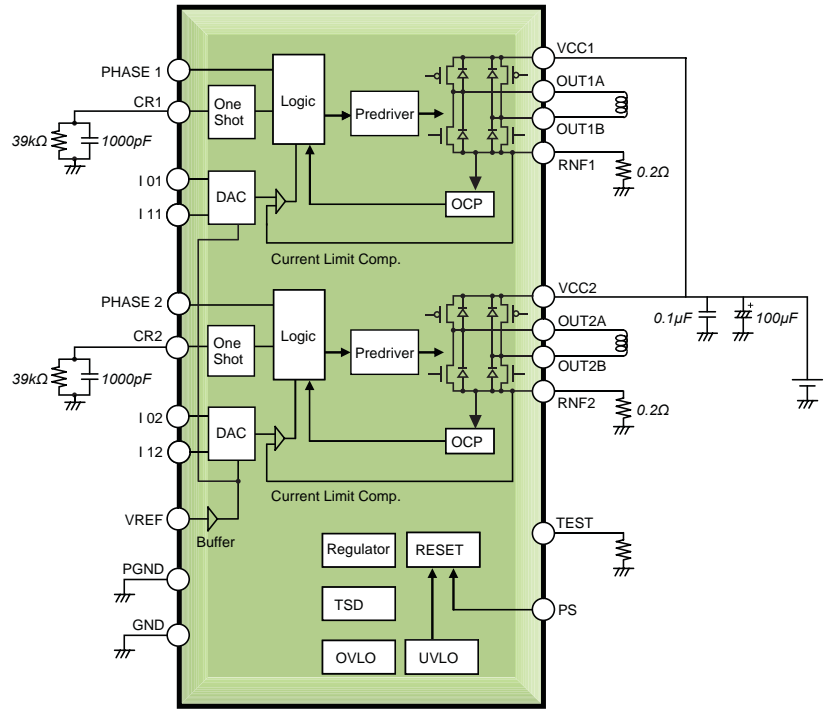 PHASE 1
CR1
39kΩ
1000pF
I 01
I 11
One
Shot
Logic
Predriver
DAC
OCP
Current Limit Comp.
VCC1
OUT1A
OUT1B
RNF1
0.2Ω
PHASE 2
CR2
39kΩ
1000pF
I 02
I 12
One
Shot
Logic
Predriver
DAC
OCP
Current Limit Comp.
VCC2
OUT2A
OUT2B
RNF2
0.1µF
+
100µF
0.2Ω
VREF
Buffer
PGND
GND
Regulator
RESET
TSD
OVLO
UVLO
TEST
PS